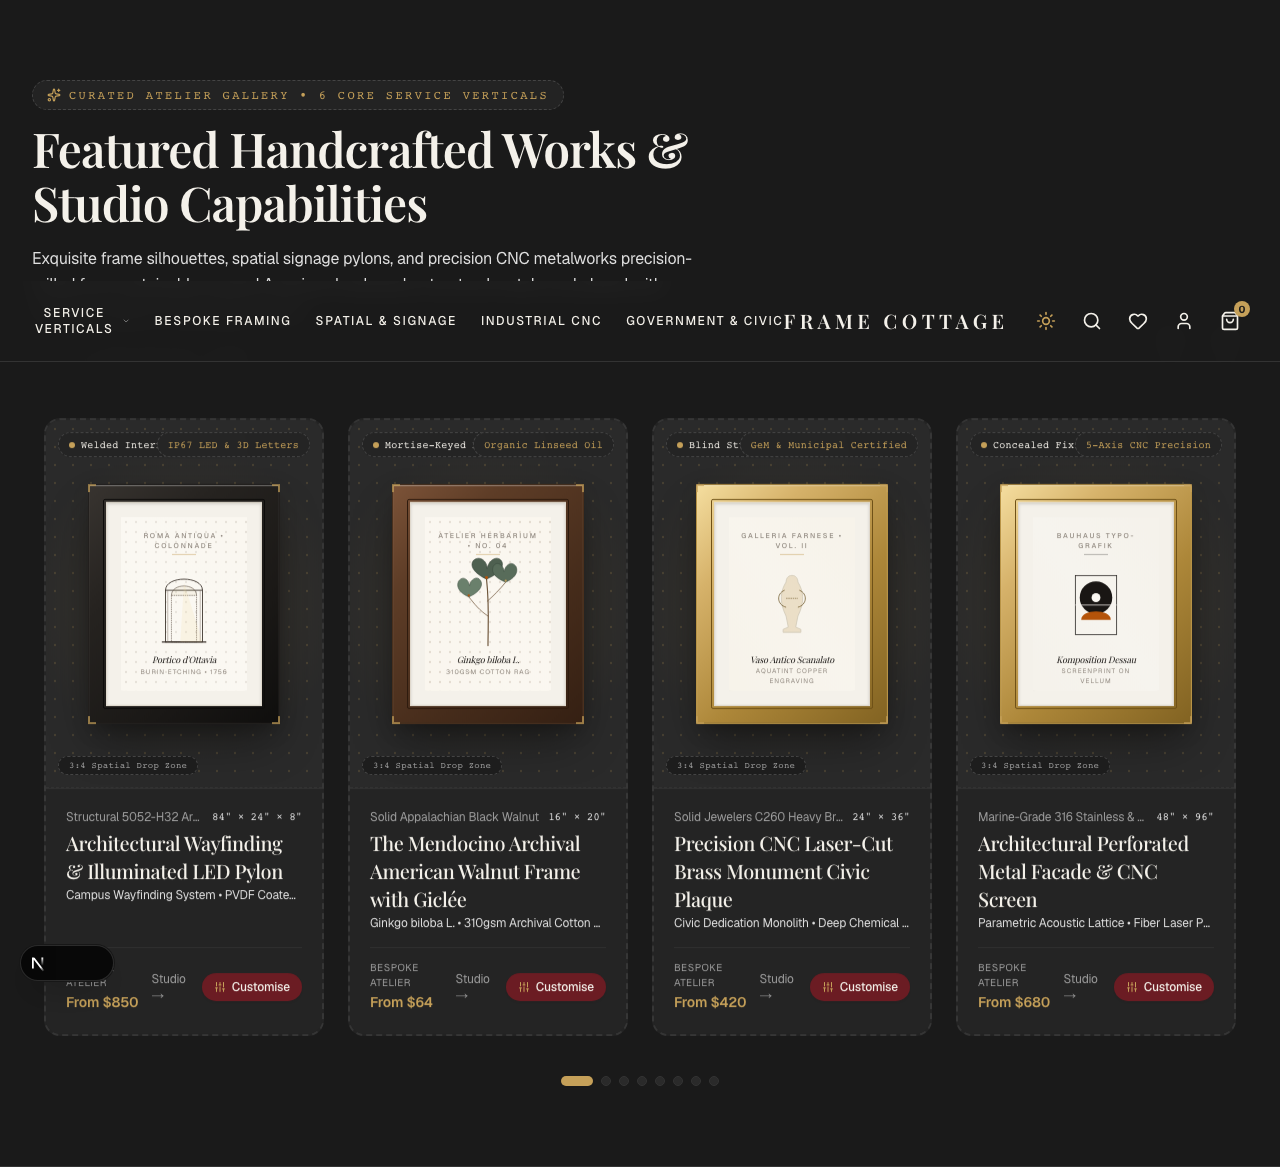 CURATED ATELIER GALLERY • 6 CORE SERVICE VERTICALS
Featured Handcrafted Works &
Studio Capabilities
Exquisite frame silhouettes, spatial signage pylons, and precision CNC metalworks precision-
SERVICE
VERTICALS
BESPOKE FRAMING
SPATIAL & SIGNAGE
INDUSTRIAL CNC
GOVERNMENT & CIVIC
FRAME COTTAGE
0
Welded Inter
IP67 LED & 3D Letters
ROMA ANTIQUA •
COLONNADE
Portico d'Ottavia
BURIN ETCHING • 1756
3:4 Spatial Drop Zone
Structural 5052-H32 Ar...
84" × 24" × 8"
Architectural Wayfinding
& Illuminated LED Pylon
Campus Wayfinding System • PVDF Coate...
ATELIER
From $850
Studio
→
Customise
Mortise-Keyed
Organic Linseed Oil
ATELIER HERBARIUM
• NO. 04
Ginkgo biloba L.
310GSM COTTON RAG
3:4 Spatial Drop Zone
Solid Appalachian Black Walnut
16" × 20"
The Mendocino Archival
American Walnut Frame
with Giclée
Ginkgo biloba L. • 310gsm Archival Cotton ...
BESPOKE
ATELIER
From $64
Studio
→
Customise
Blind St
GeM & Municipal Certified
GALLERIA FARNESE •
VOL. II
Vaso Antico Scanalato
AQUATINT COPPER
ENGRAVING
3:4 Spatial Drop Zone
Solid Jewelers C260 Heavy Br...
24" × 36"
Precision CNC Laser-Cut
Brass Monument Civic
Plaque
Civic Dedication Monolith • Deep Chemical ...
BESPOKE
ATELIER
From $420
Studio
→
Customise
Concealed Fix
5-Axis CNC Precision
BAUHAUS TYPO-
GRAFIK
Komposition Dessau
SCREENPRINT ON
VELLUM
3:4 Spatial Drop Zone
Marine-Grade 316 Stainless & ...
48" × 96"
Architectural Perforated
Metal Facade & CNC
Screen
Parametric Acoustic Lattice • Fiber Laser P...
BESPOKE
ATELIER
From $680
Studio
→
Customise
N